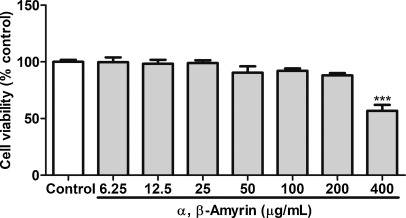 Cell viability (% control)
150
100
50
0
***
Control 6.25 12.5 25 50 100 200 400
α, β-Amyrin (μg/mL)